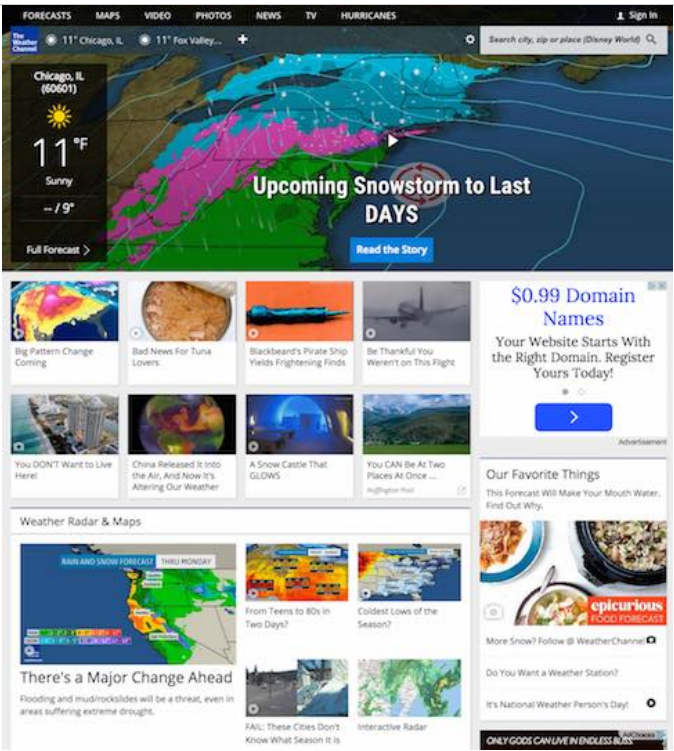 FORECASTS MAPS VIDEO PHOTOS NEWS TV HURRICANES Sign In
The
Weather
Channel
11° Chicago, IL 11° Fox Valley... +
Search city, zip or place (Disney World)
Chicago, IL
(60601)
11°F
Sunny
-- / 9°
Full Forecast >
Upcoming Snowstorm to Last
DAYS
Read the Story
Big Pattern Change
Coming
Bad News For Tuna
Lovers
Blackbeard's Pirate Ship
Yields Frightening Finds
Be Thankful You
Weren't on This Flight
You DON'T Want to Live
Here!
China Released It Into
the Air, And Now It's
Altering Our Weather
A Snow Castle That
GLOWS
You CAN Be At Two
Places At Once ...
Huffington Post
$0.99 Domain
Names
Your Website Starts With
the Right Domain. Register
Yours Today!
Advertisement
Weather Radar & Maps
RAIN AND SNOW FORECAST THRU MONDAY
There's a Major Change Ahead
Flooding and mud/rockslides will be a threat, even in
areas suffering extreme drought.
From Teens to 80s in
Two Days?
Coldest Lows of the
Season?
FAIL: These Cities Don't
Know What Season It is
Interactive Radar
Our Favorite Things
This Forecast Will Make Your Mouth Water.
Find Out Why.
epicurious
FOOD FORECAST
More Snow? Follow @ WeatherChannel
Do You Want a Weather Station?
It's National Weather Person's Day!
AdChoices
ONLY GODS CAN LIVE IN ENDLESS BLISS.